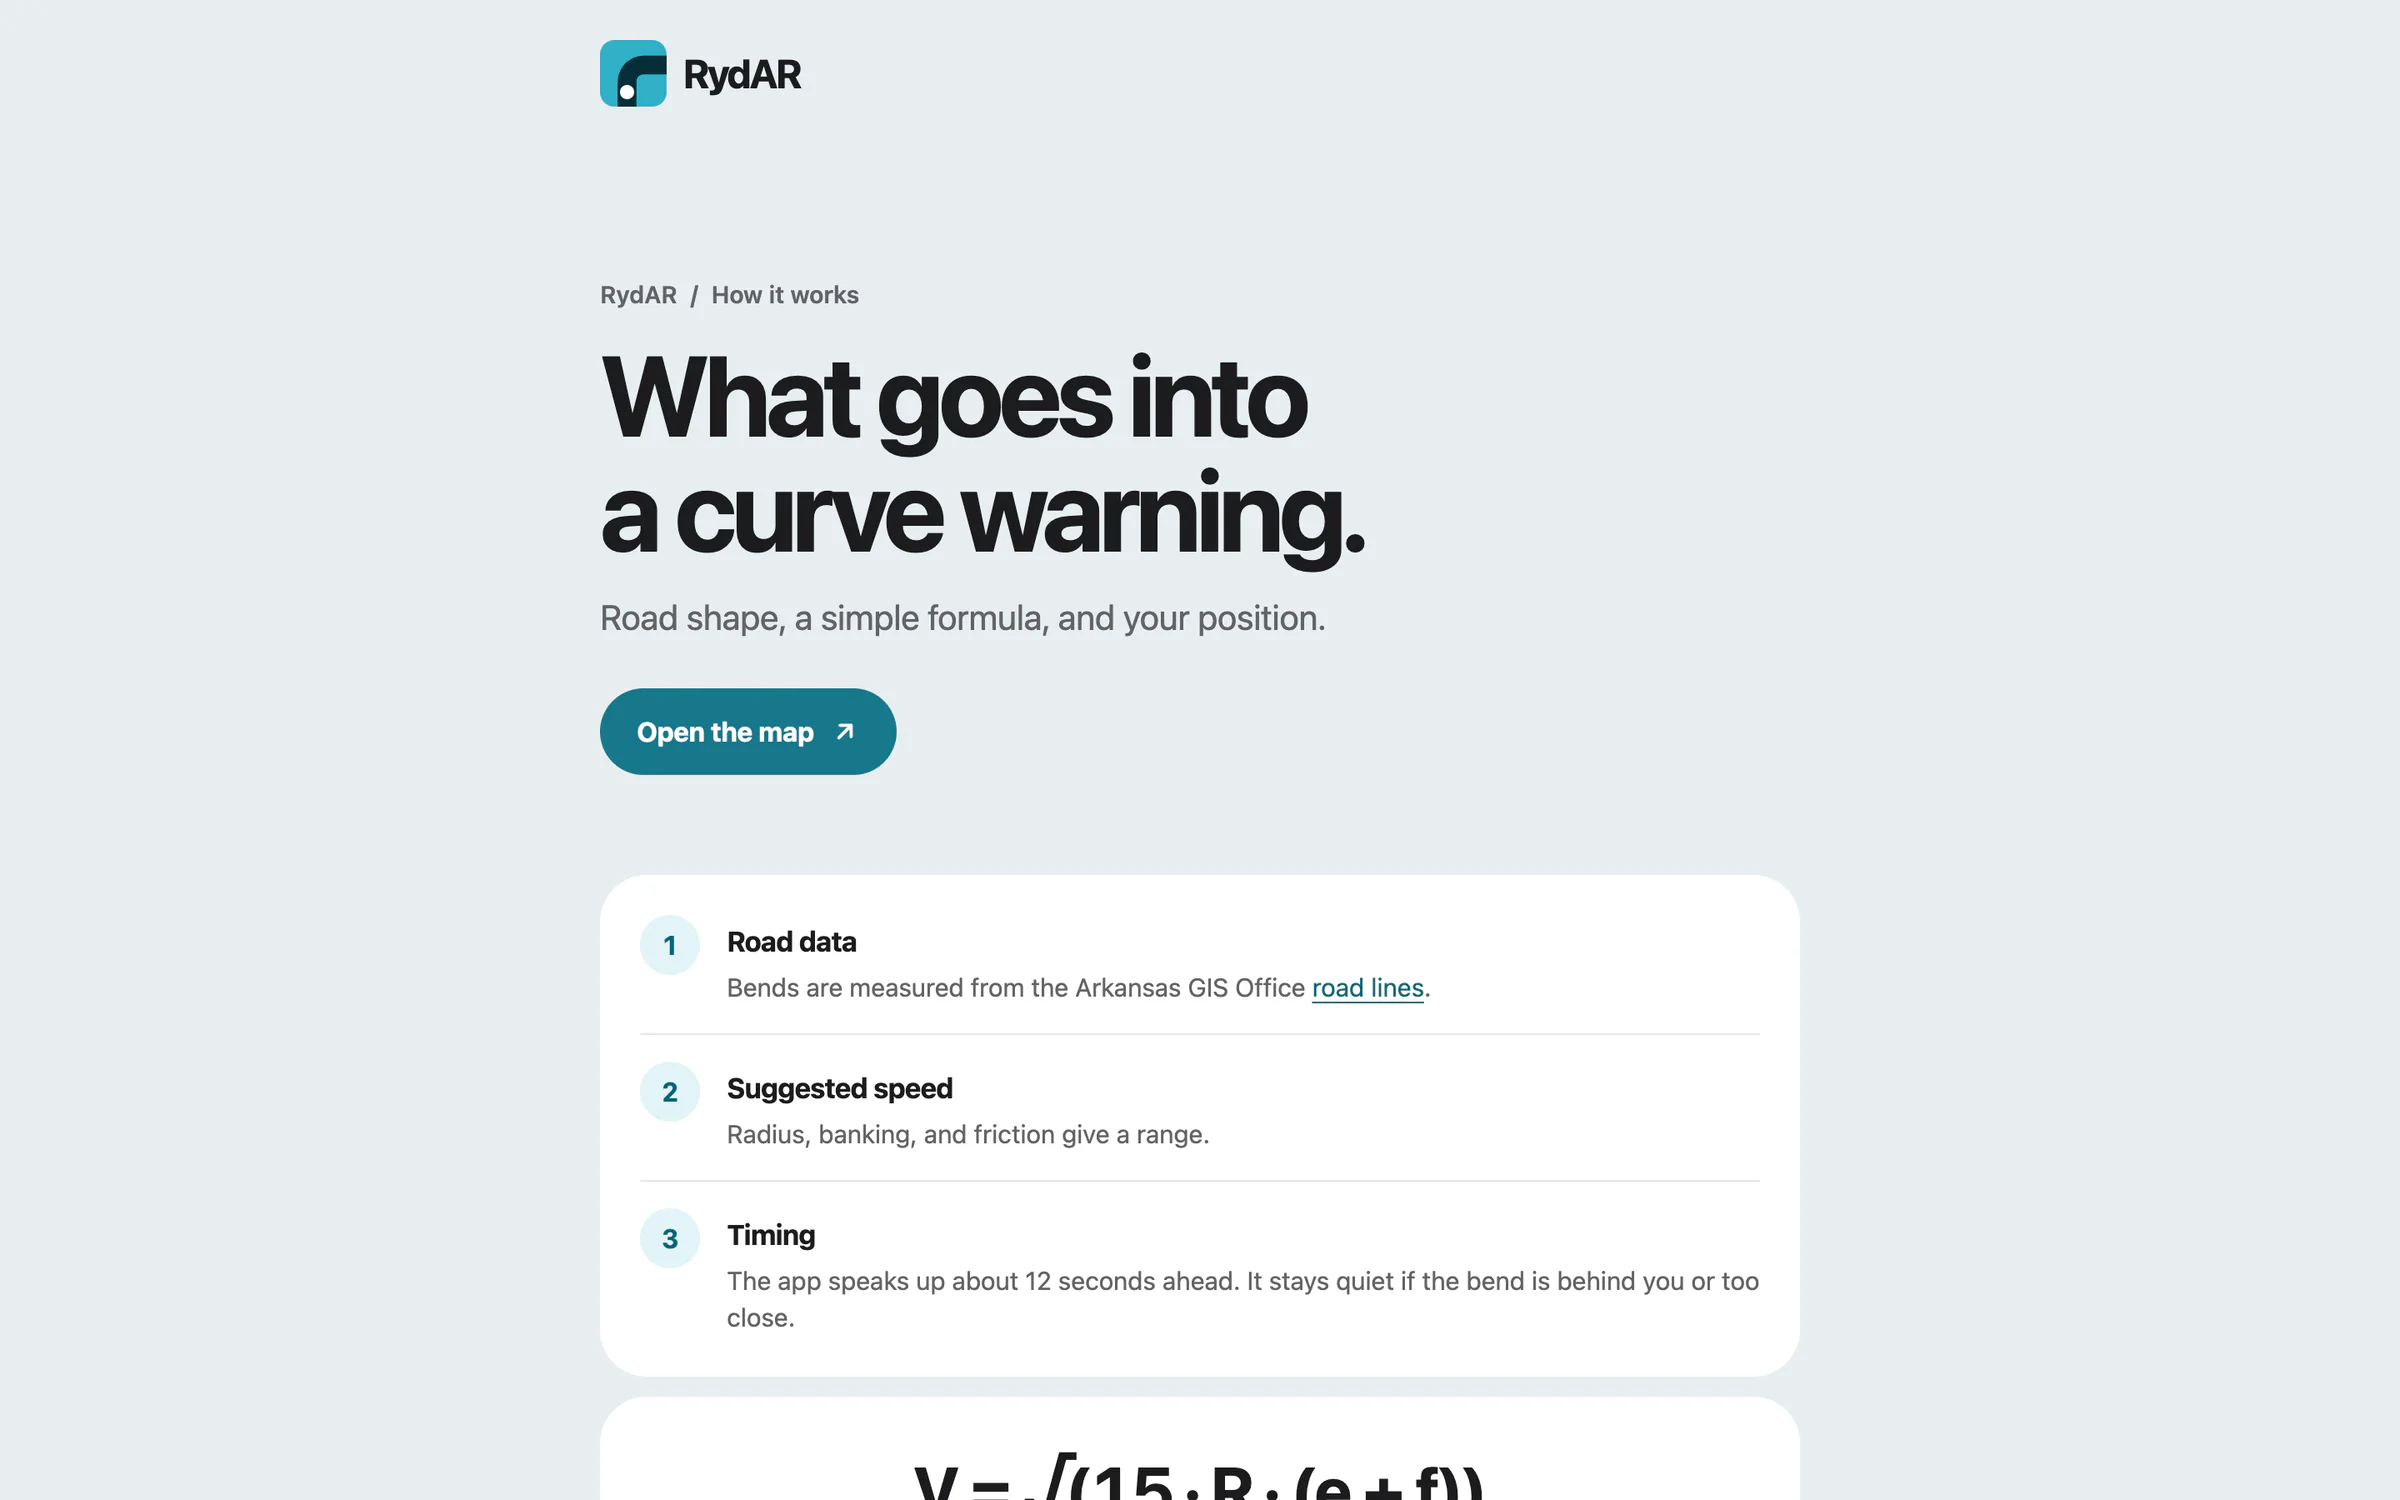 RydAR
RydAR / How it works
What goes into
a curve warning.
Road shape, a simple formula, and your position.
Open the map ↗
1
Road data
Bends are measured from the Arkansas GIS Office road lines.
2
Suggested speed
Radius, banking, and friction give a range.
3
Timing
The app speaks up about 12 seconds ahead. It stays quiet if the bend is behind you or too
close.
V = √(15 · R · (e + f))